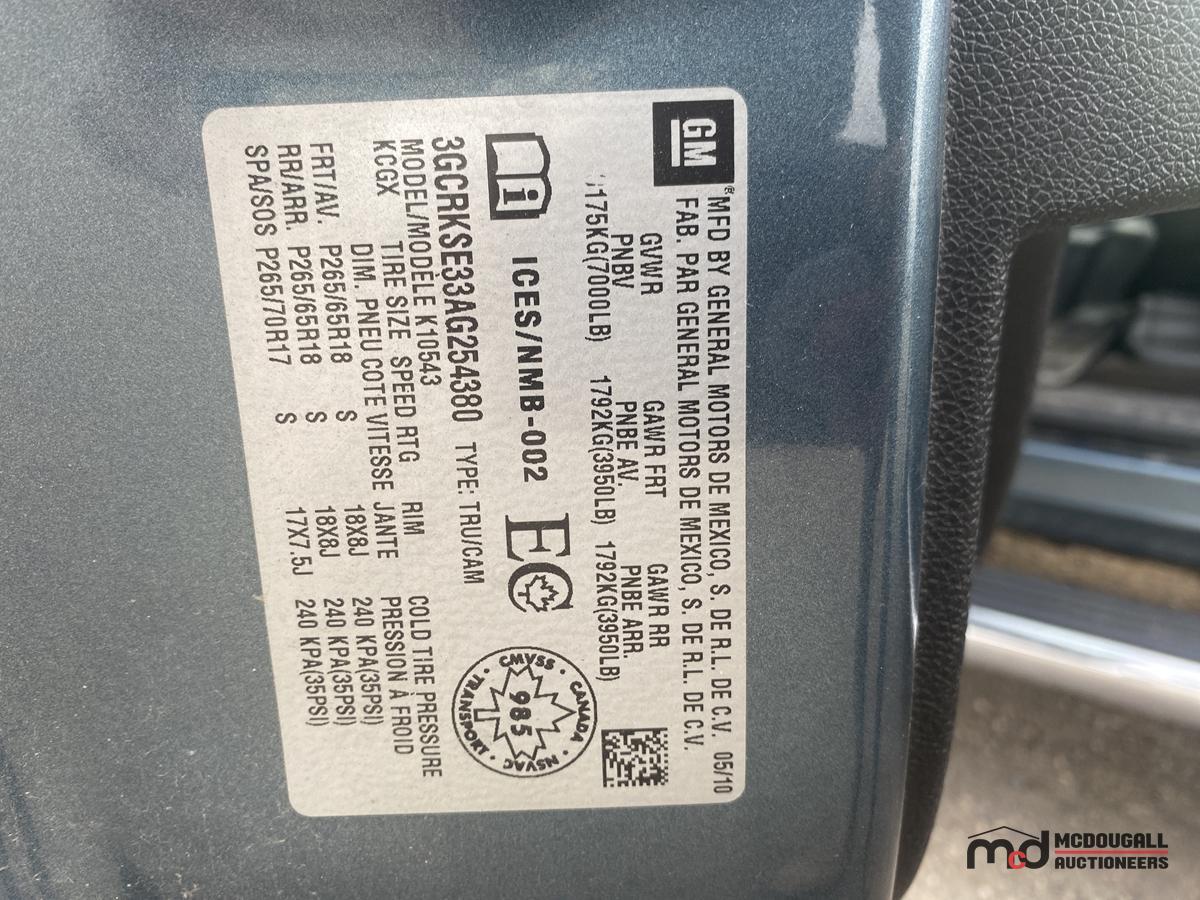 GM
MFD BY GENERAL MOTORS DE MEXICO, S. DE R.L. DE C.V. 05/10
FAB. PAR GENERAL MOTORS DE MEXICO, S. DE R.L. DE C.V.
GVWR GAWR FRT GAWR RR
PNBV PNBE AV. PNBE ARR.
175KG(7000LB) 1792KG(3950LB) 1792KG(3950LB)
i ICES/NMB-002 EC
CANADA · NSVAC · TRANSPORT · CMVSS ·
985
3GCRKSE33AG254380 TYPE: TRU/CAM
MODEL/MODÈLE K10543
KCGX TIRE SIZE SPEED RTG RIM COLD TIRE PRESSURE
DIM. PNEU COTE VITESSE JANTE PRESSION À FROID
FRT/AV. P265/65R18 S 18X8J 240 KPA(35PSI)
RR/ARR. P265/65R18 S 18X8J 240 KPA(35PSI)
SPA/SOS P265/70R17 S 17X7.5J 240 KPA(35PSI)
mcd MCDOUGALL
AUCTIONEERS